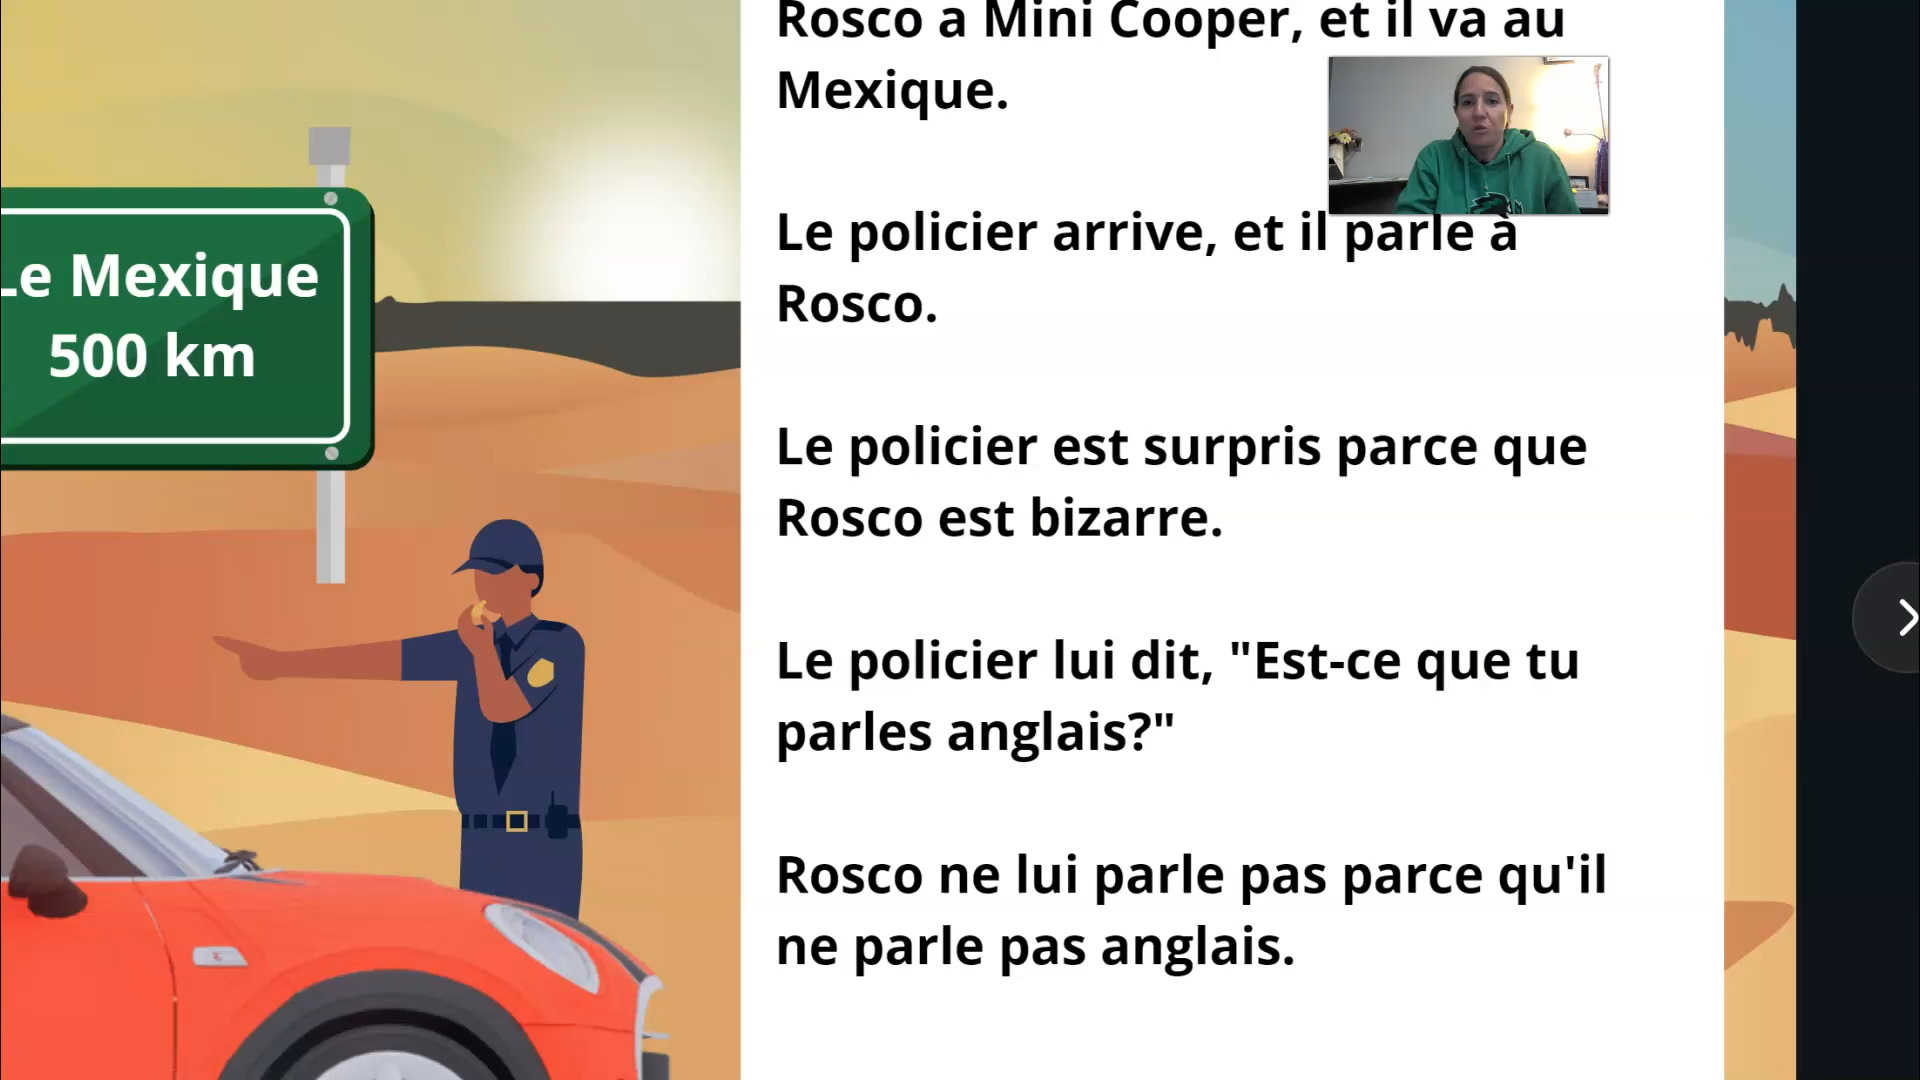 Rosco a Mini Cooper, et il va au
Mexique.
Le policier arrive, et il parle à
Rosco.
Le policier est surpris parce que
Rosco est bizarre.
Le policier lui dit, "Est-ce que tu
parles anglais?"
Rosco ne lui parle pas parce qu'il
ne parle pas anglais.
Le Mexique
500 km